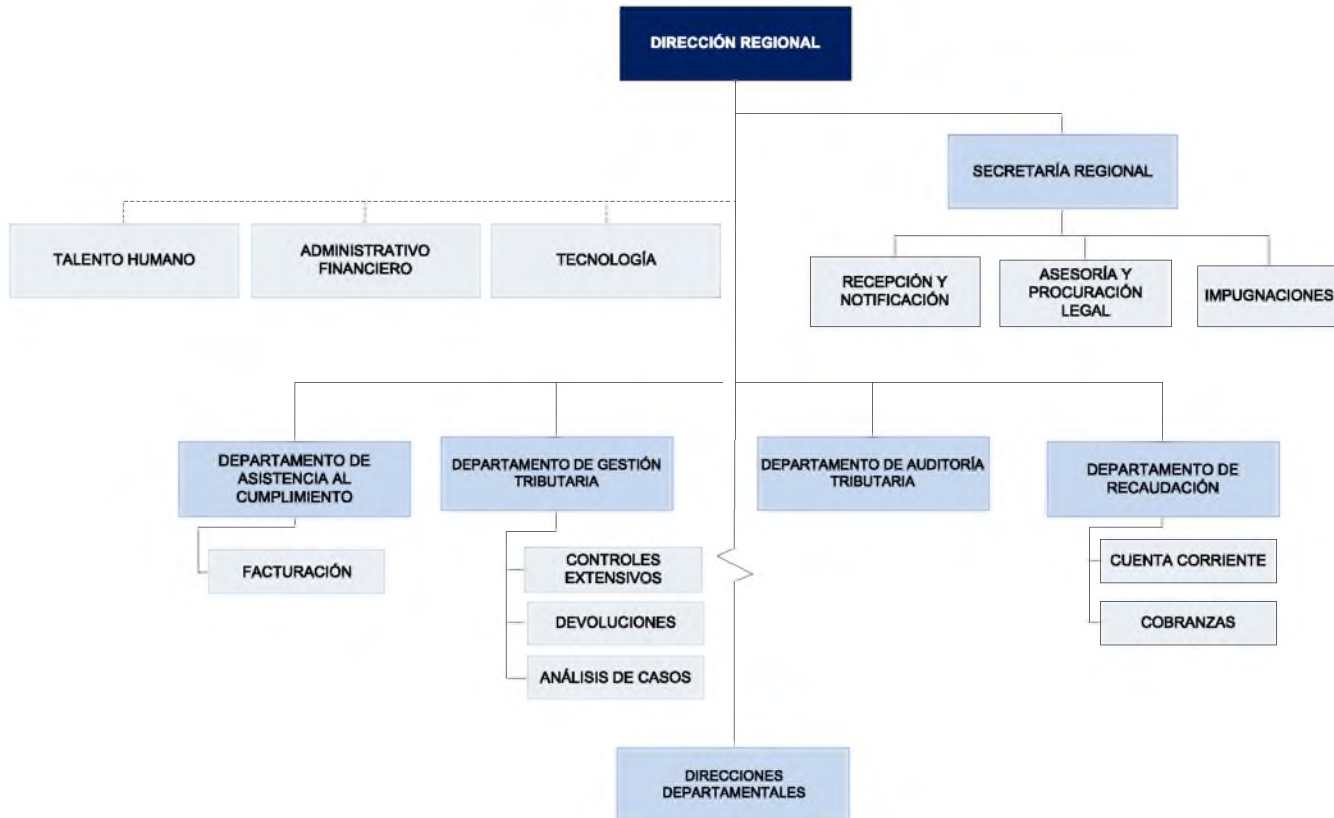 DIRECCIÓN REGIONAL
SECRETARÍA REGIONAL
TALENTO HUMANO
ADMINISTRATIVO
FINANCIERO
TECNOLOGÍA
RECEPCIÓN Y
NOTIFICACIÓN
ASESORÍA Y
PROCURACIÓN
LEGAL
IMPUGNACIONES
DEPARTAMENTO DE
ASISTENCIA AL
CUMPLIMIENTO
DEPARTAMENTO DE GESTIÓN
TRIBUTARIA
DEPARTAMENTO DE AUDITORÍA
TRIBUTARIA
DEPARTAMENTO DE
RECAUDACIÓN
FACTURACIÓN
CONTROLES
EXTENSIVOS
DEVOLUCIONES
ANÁLISIS DE CASOS
CUENTA CORRIENTE
COBRANZAS
DIRECCIONES
DEPARTAMENTALES